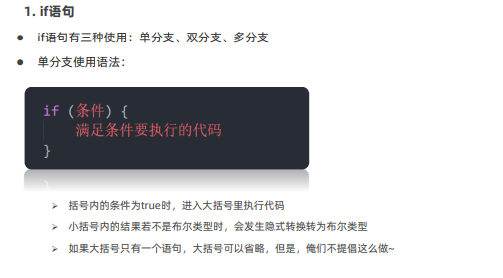 1. if语句
● if语句有三种使用：单分支、双分支、多分支
● 单分支使用语法：
if (条件) {
满足条件要执行的代码
}
➢ 括号内的条件为true时，进入大括号里执行代码
➢ 小括号内的结果若不是布尔类型时，会发生隐式转换转为布尔类型
➢ 如果大括号只有一个语句，大括号可以省略，但是，俺们不提倡这么做~